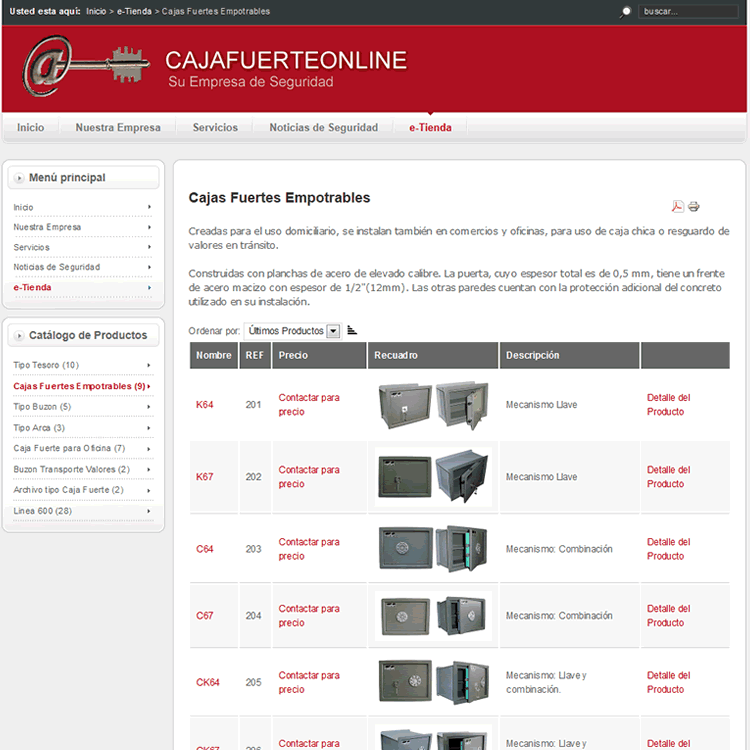 Usted esta aquí: Inicio > e-Tienda > Cajas Fuertes Empotrables
buscar...
CAJAFUERTEONLINE
Su Empresa de Seguridad
Inicio Nuestra Empresa Servicios Noticias de Seguridad e-Tienda
Menú principal
Inicio
Nuestra Empresa
Servicios
Noticias de Seguridad
e-Tienda
Catálogo de Productos
Tipo Tesoro (10)
Cajas Fuertes Empotrables (9)
Tipo Buzon (5)
Tipo Arca (3)
Caja Fuerte para Oficina (7)
Buzon Transporte Valores (2)
Archivo tipo Caja Fuerte (2)
Linea 600 (28)
Cajas Fuertes Empotrables
Creadas para el uso domiciliario, se instalan también en comercios y oficinas, para uso de caja chica o resguardo de
valores en tránsito.
Construidas con planchas de acero de elevado calibre. La puerta, cuyo espesor total es de 0,5 mm, tiene un frente
de acero macizo con espesor de 1/2"(12mm). Las otras paredes cuentan con la protección adicional del concreto
utilizado en su instalación.
Ordenar por: Últimos Productos
Nombre REF Precio Recuadro Descripción
K64 201 Contactar para precio Mecanismo Llave Detalle del Producto
K67 202 Contactar para precio Mecanismo Llave Detalle del Producto
C64 203 Contactar para precio Mecanismo: Combinación Detalle del Producto
C67 204 Contactar para precio Mecanismo: Combinación Detalle del Producto
CK64 205 Contactar para precio Mecanismo: Llave y combinación. Detalle del Producto
CK67 206 Contactar para Mecanismo: Llave y Detalle del